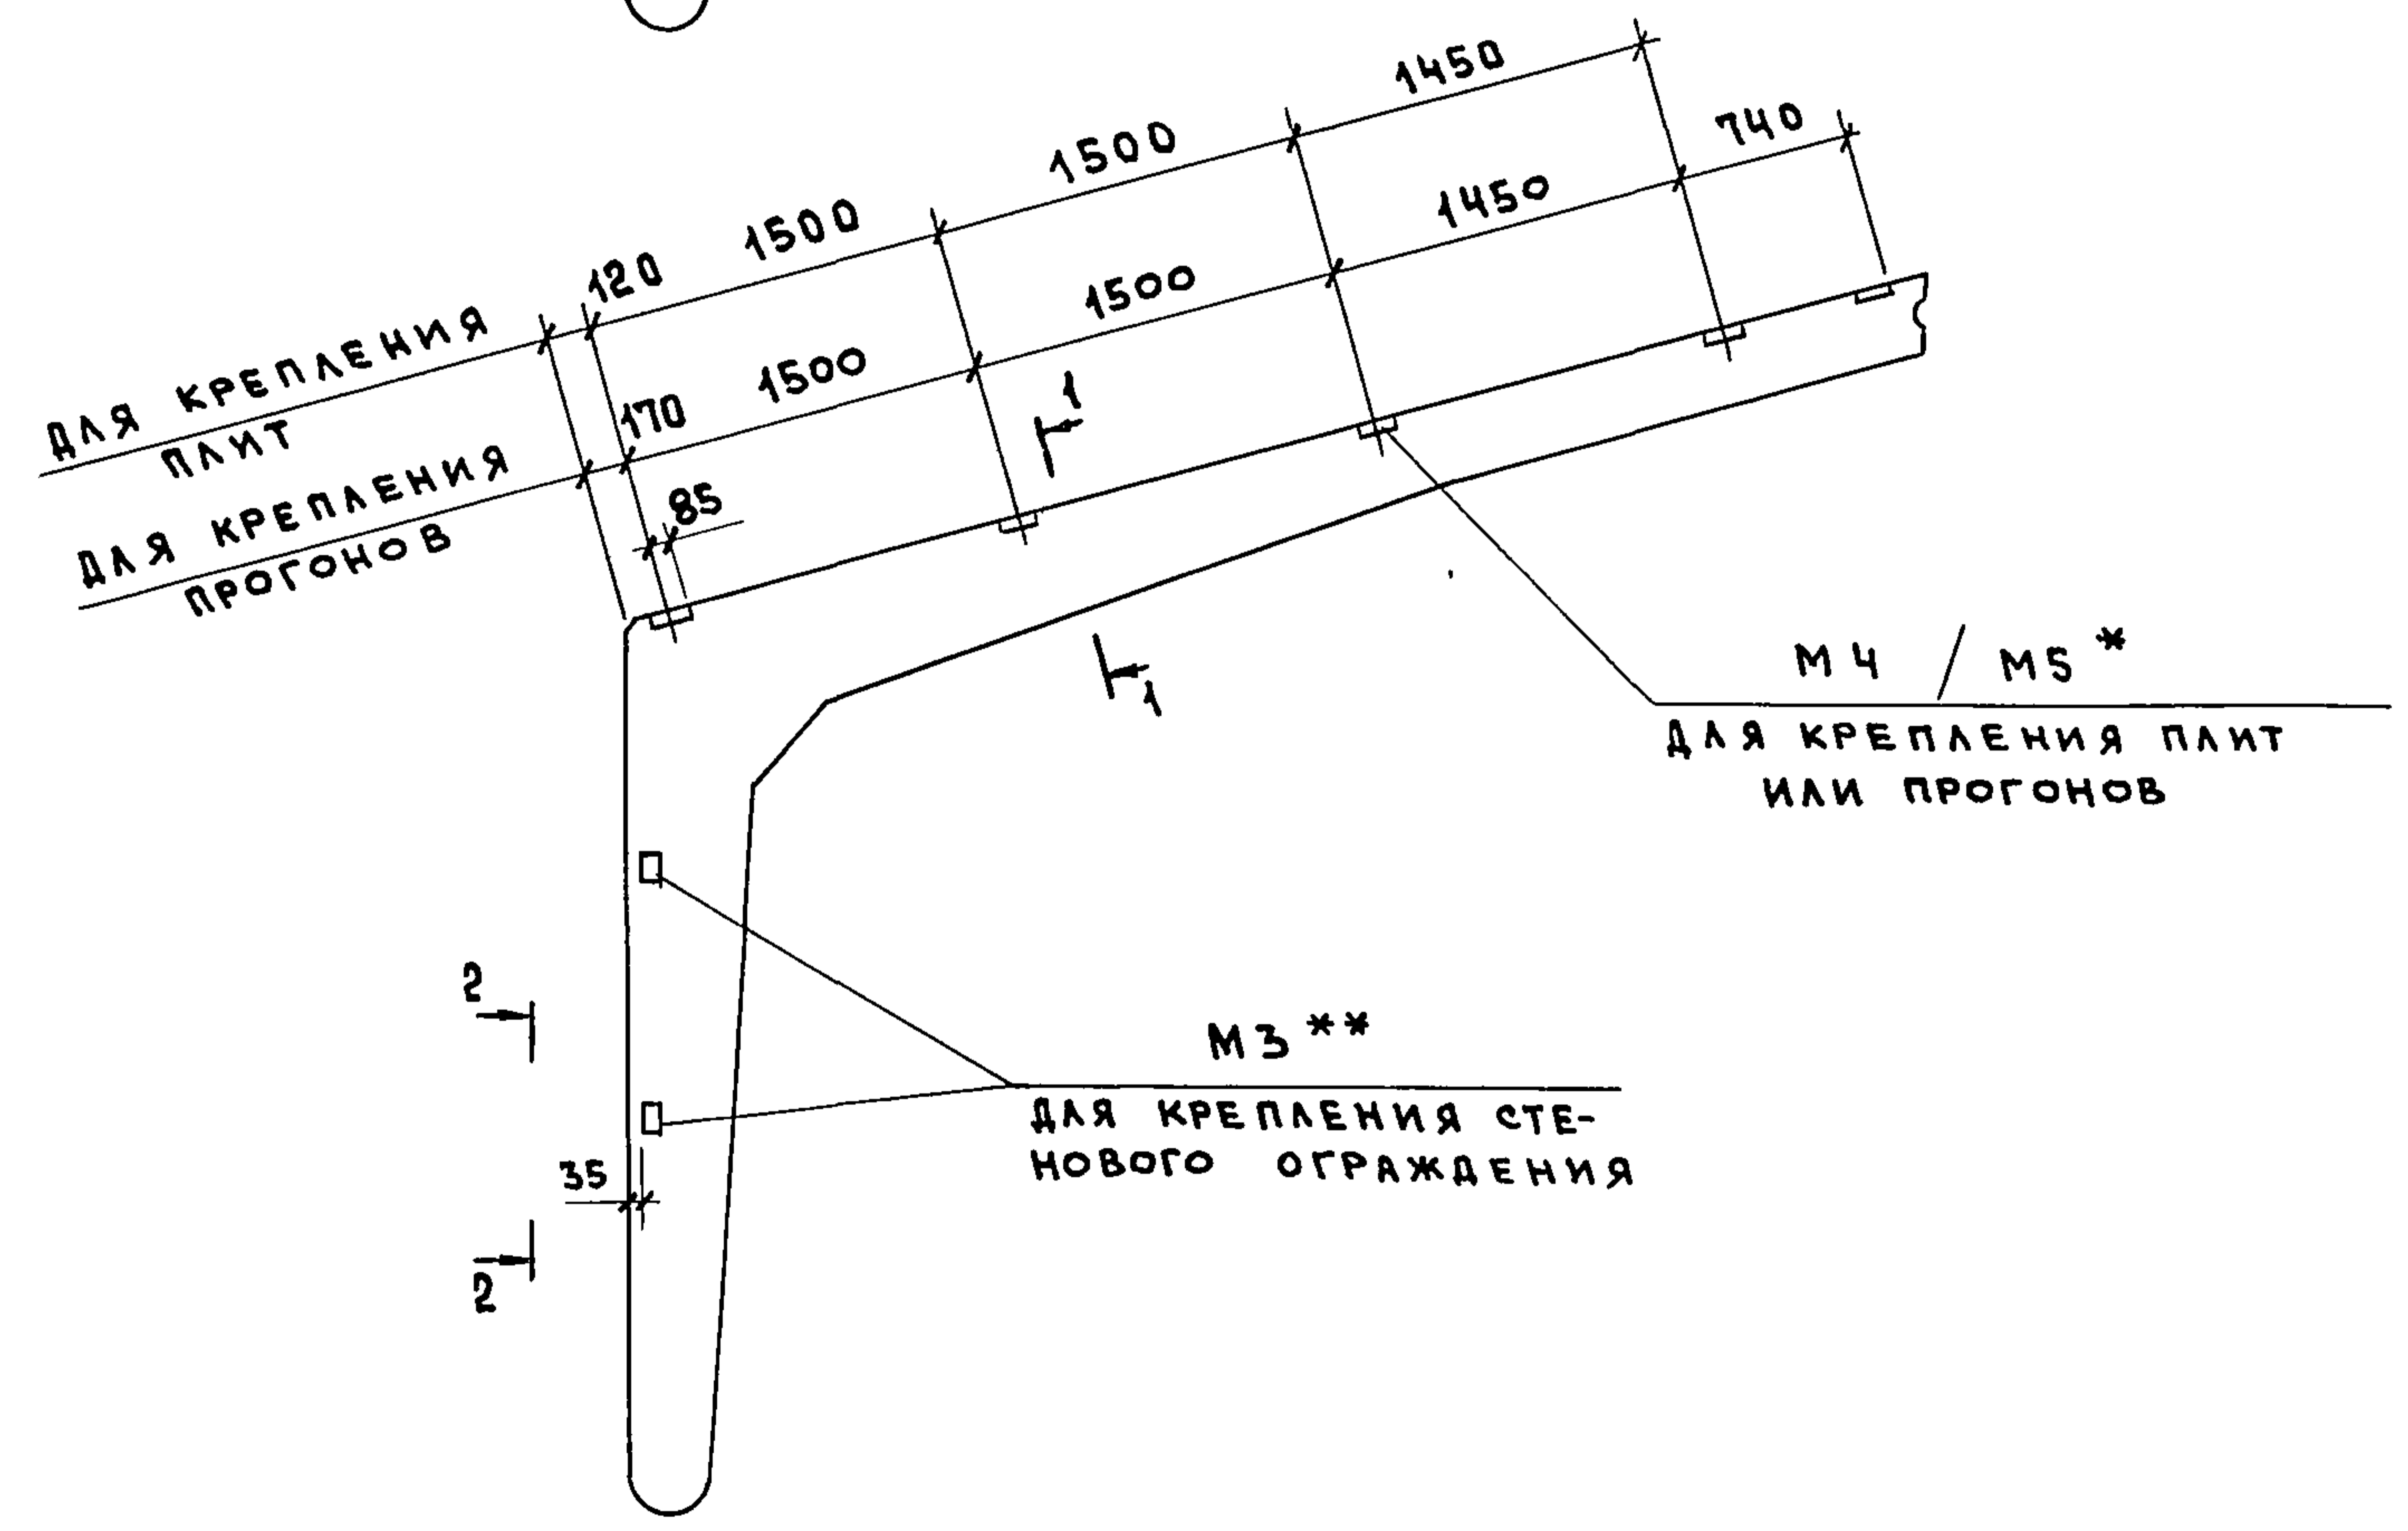 1450
740
1500
1450
1500
1500
120
1500
170
85
ДЛЯ КРЕПЛЕНИЯ
ПЛИТ
ДЛЯ КРЕПЛЕНИЯ
ПРОГОНОВ
1
1
М4 / М5*
ДЛЯ КРЕПЛЕНИЯ ПЛИТ
ИЛИ ПРОГОНОВ
2
М3**
ДЛЯ КРЕПЛЕНИЯ СТЕ-
НОВОГО ОГРАЖДЕНИЯ
35
2